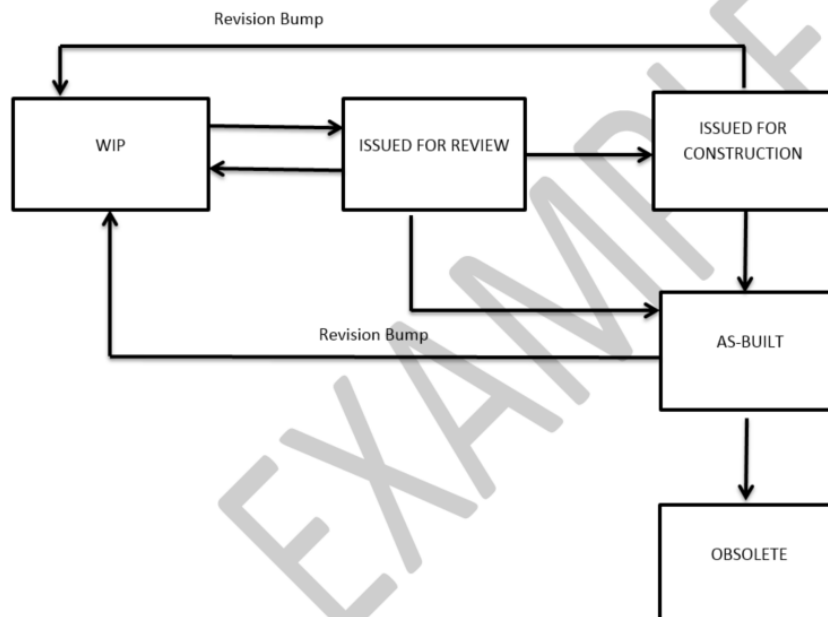 Revision Bump
WIP
ISSUED FOR REVIEW
ISSUED FOR
CONSTRUCTION
Revision Bump
AS-BUILT
OBSOLETE
EXAMPLE